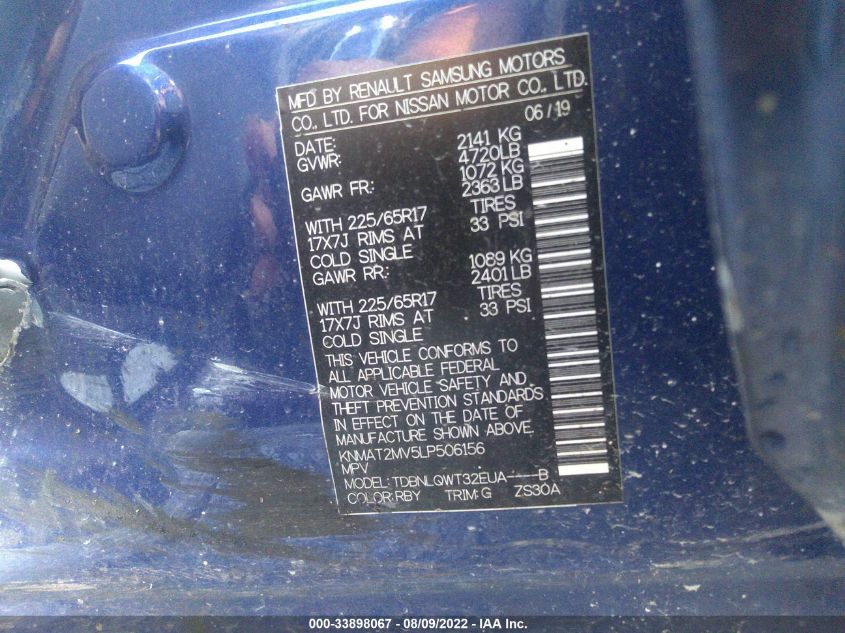 MFD BY RENAULT SAMSUNG MOTORS
CO., LTD. FOR NISSAN MOTOR CO., LTD.
DATE: 06/19
GVWR: 2141 KG
4720LB
GAWR FR: 1072 KG
2363 LB
WITH 225/65R17 TIRES
17X7J RIMS AT 33 PSI
COLD SINGLE
GAWR RR: 1089 KG
2401 LB
WITH 225/65R17 TIRES
17X7J RIMS AT 33 PSI
COLD SINGLE
THIS VEHICLE CONFORMS TO
ALL APPLICABLE FEDERAL
MOTOR VEHICLE SAFETY AND
THEFT PREVENTION STANDARDS
IN EFFECT ON THE DATE OF
MANUFACTURE SHOWN ABOVE.
KNMAT2MV5LP506156
MPV
MODEL: TDBNLQWT32EUA----B
COLOR: RBY TRIM: G ZS30A
000-33898067 - 08/09/2022 - IAA Inc.